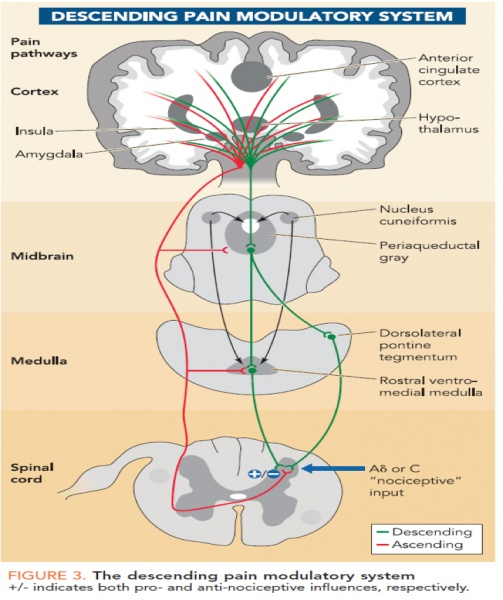 DESCENDING PAIN MODULATORY SYSTEM
Pain
pathways
Cortex
Insula
Amygdala
Anterior
cingulate
cortex
Hypo-
thalamus
Midbrain
Nucleus
cuneiformis
Periaqueductal
gray
Medulla
Dorsolateral
pontine
tegmentum
Rostral ventro-
medial medulla
Spinal
cord
+/−
Aδ or C
“nociceptive”
input
Descending
Ascending
FIGURE 3. The descending pain modulatory system
+/- indicates both pro- and anti-nociceptive influences, respectively.